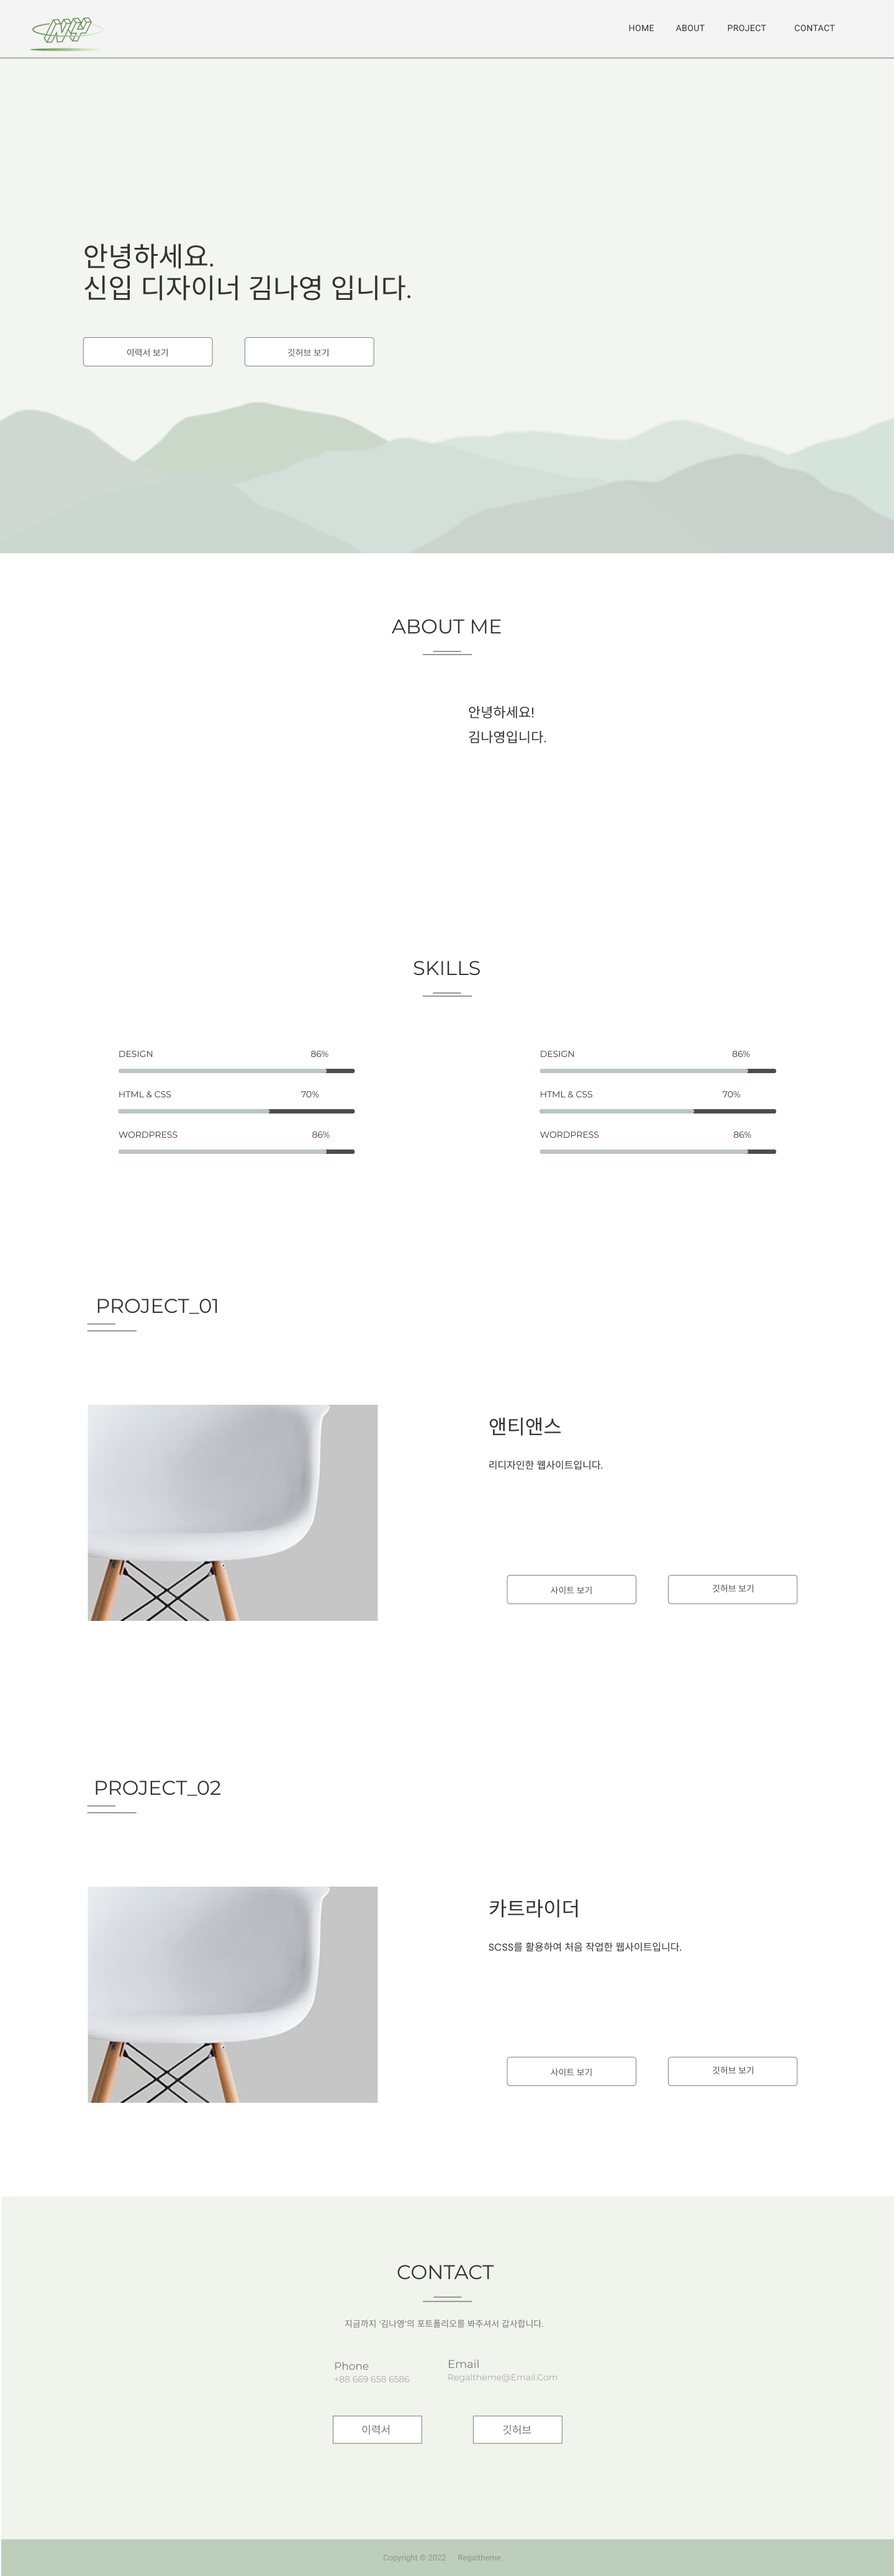 NY
HOME ABOUT PROJECT CONTACT
안녕하세요.
신입 디자이너 김나영 입니다.
이력서 보기 깃허브 보기
ABOUT ME
안녕하세요!
김나영입니다.
SKILLS
DESIGN 86% DESIGN 86%
HTML & CSS 70% HTML & CSS 70%
WORDPRESS 86% WORDPRESS 86%
PROJECT_01
앤티앤스
리디자인한 웹사이트입니다.
사이트 보기 깃허브 보기
PROJECT_02
카트라이더
SCSS를 활용하여 처음 작업한 웹사이트입니다.
사이트 보기 깃허브 보기
CONTACT
지금까지 '김나영'의 포트폴리오를 봐주셔서 갑사합니다.
Phone Email
+88 669 658 6586 Regaltheme@Email.Com
이력서 깃허브
Copyright © 2022 Regaltheme